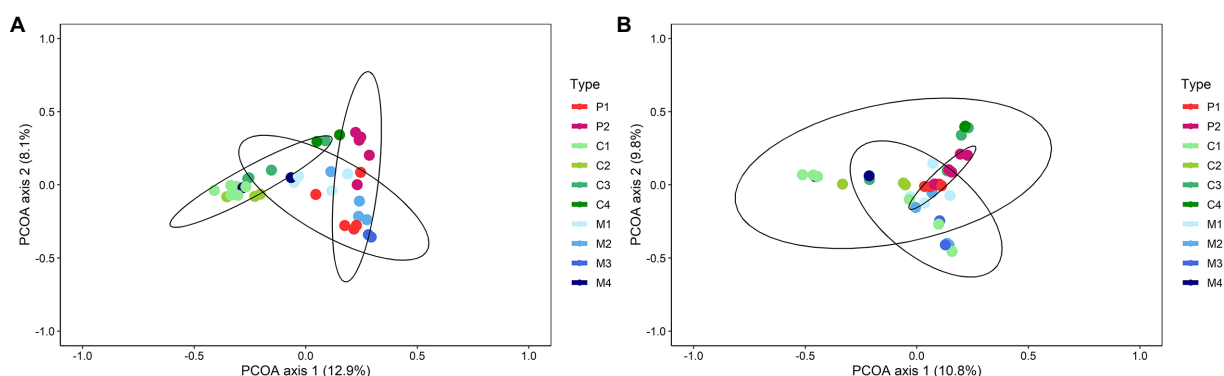 A
1.0
0.5
0.0
-0.5
-1.0
PCOA axis 2 (8.1%)
-1.0
-0.5
0.0
0.5
1.0
PCOA axis 1 (12.9%)
Type
P1
P2
C1
C2
C3
C4
M1
M2
M3
M4
B
1.0
0.5
0.0
-0.5
-1.0
PCOA axis 2 (9.8%)
-1.0
-0.5
0.0
0.5
1.0
PCOA axis 1 (10.8%)
Type
P1
P2
C1
C2
C3
C4
M1
M2
M3
M4